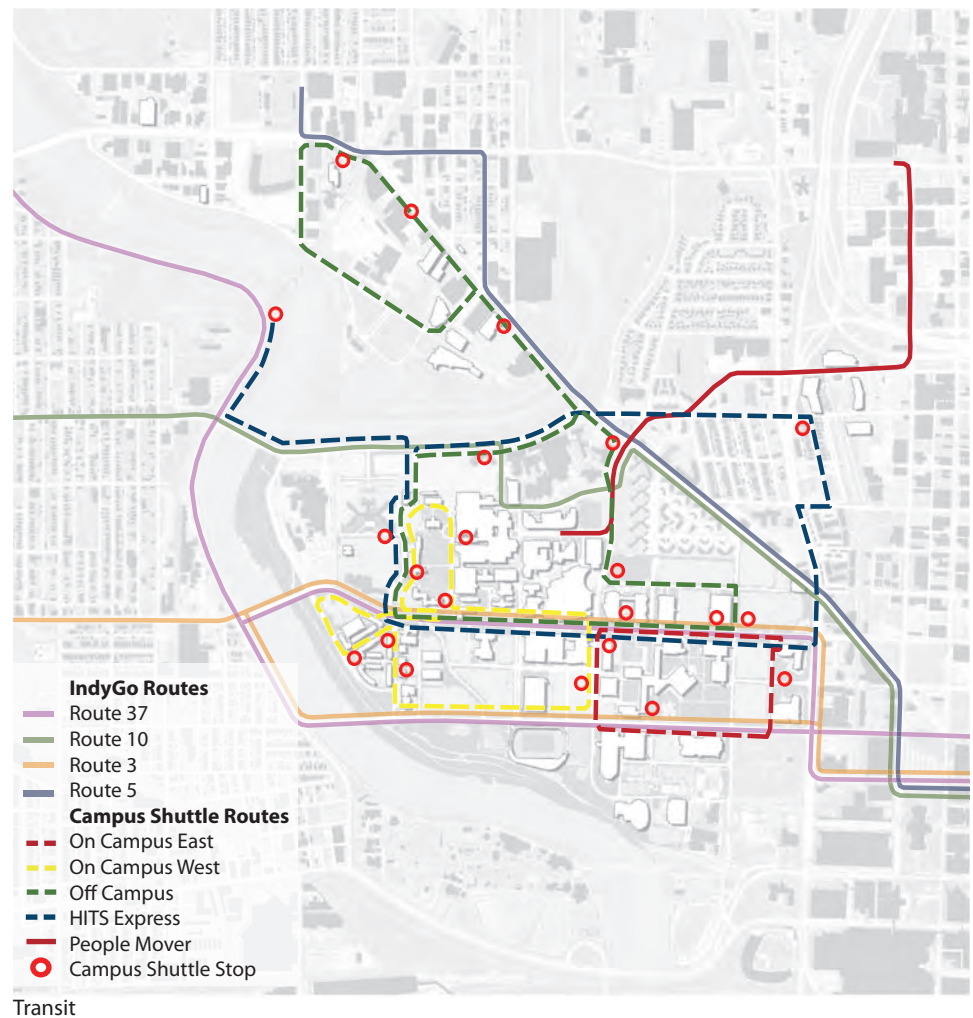 IndyGo Routes
Route 37
Route 10
Route 3
Route 5
Campus Shuttle Routes
On Campus East
On Campus West
Off Campus
HITS Express
People Mover
Campus Shuttle Stop
Transit